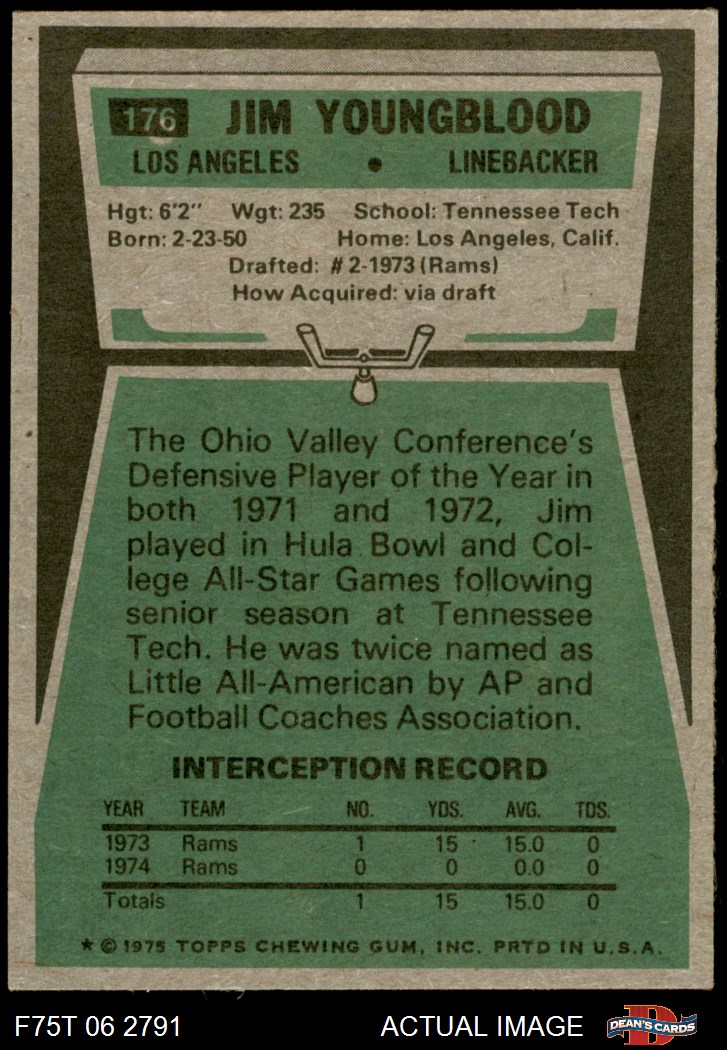 176 JIM YOUNGBLOOD
LOS ANGELES • LINEBACKER
Hgt: 6'2" Wgt: 235 School: Tennessee Tech
Born: 2-23-50 Home: Los Angeles, Calif.
Drafted: #2-1973 (Rams)
How Acquired: via draft
The Ohio Valley Conference's
Defensive Player of the Year in
both 1971 and 1972, Jim
played in Hula Bowl and Col-
lege All-Star Games following
senior season at Tennessee
Tech. He was twice named as
Little All-American by AP and
Football Coaches Association.
INTERCEPTION RECORD
YEAR TEAM NO. YDS. AVG. TDS.
1973 Rams 1 15 15.0 0
1974 Rams 0 0 0.0 0
Totals 1 15 15.0 0
★ © 1975 TOPPS CHEWING GUM, INC. PRTD IN U.S.A.
F75T 06 2791 ACTUAL IMAGE DEAN'S CARDS